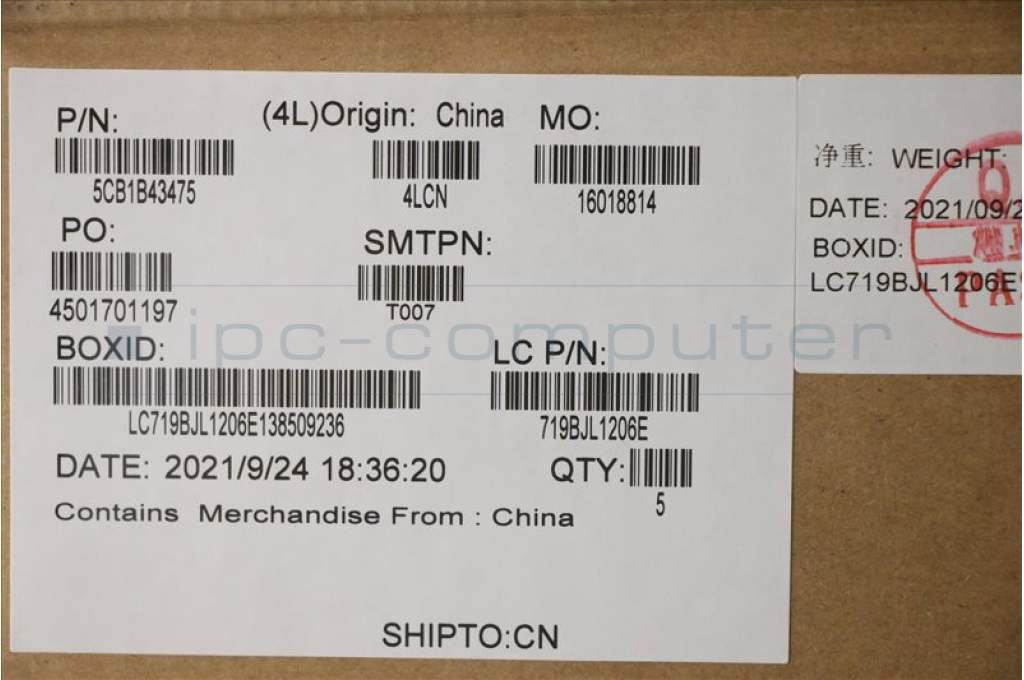 P/N: (4L)Origin: China MO:
5CB1B43475 4LCN 16018814
PO: SMTPN:
4501701197 T007
BOXID: LC P/N:
LC719BJL1206E138509236 719BJL1206E
DATE: 2021/9/24 18:36:20 QTY:
5
Contains Merchandise From : China
SHIPTO:CN
净重: WEIGHT:
DATE: 2021/09/2
BOXID:
LC719BJL1206E
Q
PA
ipc-computer